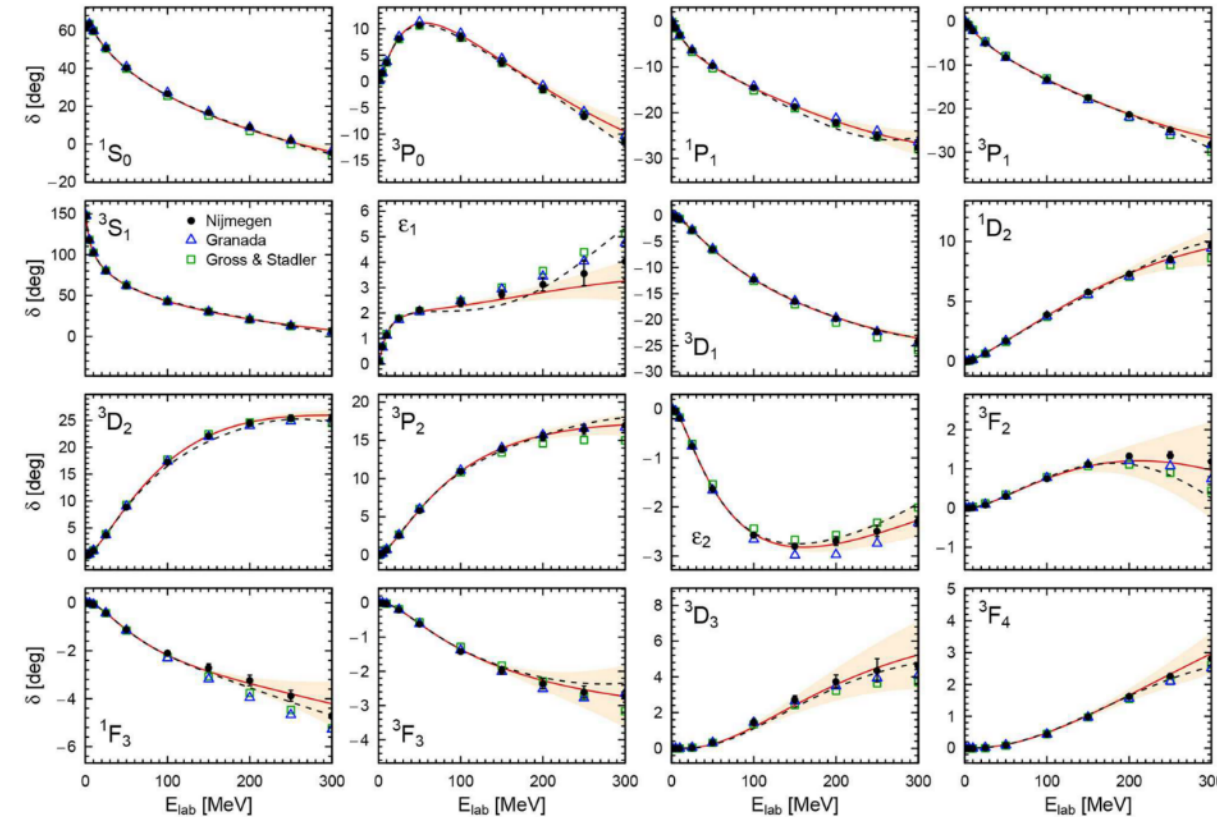 δ [deg]
60
40
20
0
−20
¹S₀
15
10
5
0
−5
−10
−15
³P₀
0
−10
−20
−30
¹P₁
0
−10
−20
−30
³P₁
δ [deg]
150
100
50
0
³S₁
Nijmegen
Granada
Gross & Stadler
6
5
4
3
2
1
0
ε₁
0
−5
−10
−15
−20
−25
−30
³D₁
10
5
0
¹D₂
δ [deg]
30
25
20
15
10
5
0
³D₂
20
15
10
5
0
³P₂
0
−1
−2
−3
ε₂
3
2
1
0
−1
³F₂
δ [deg]
0
−2
−4
−6
¹F₃
0
−1
−2
−3
−4
³F₃
8
6
4
2
0
³D₃
5
4
3
2
1
0
³F₄
0 100 200 300
0 100 200 300
0 100 200 300
0 100 200 300
E_lab [MeV]
E_lab [MeV]
E_lab [MeV]
E_lab [MeV]